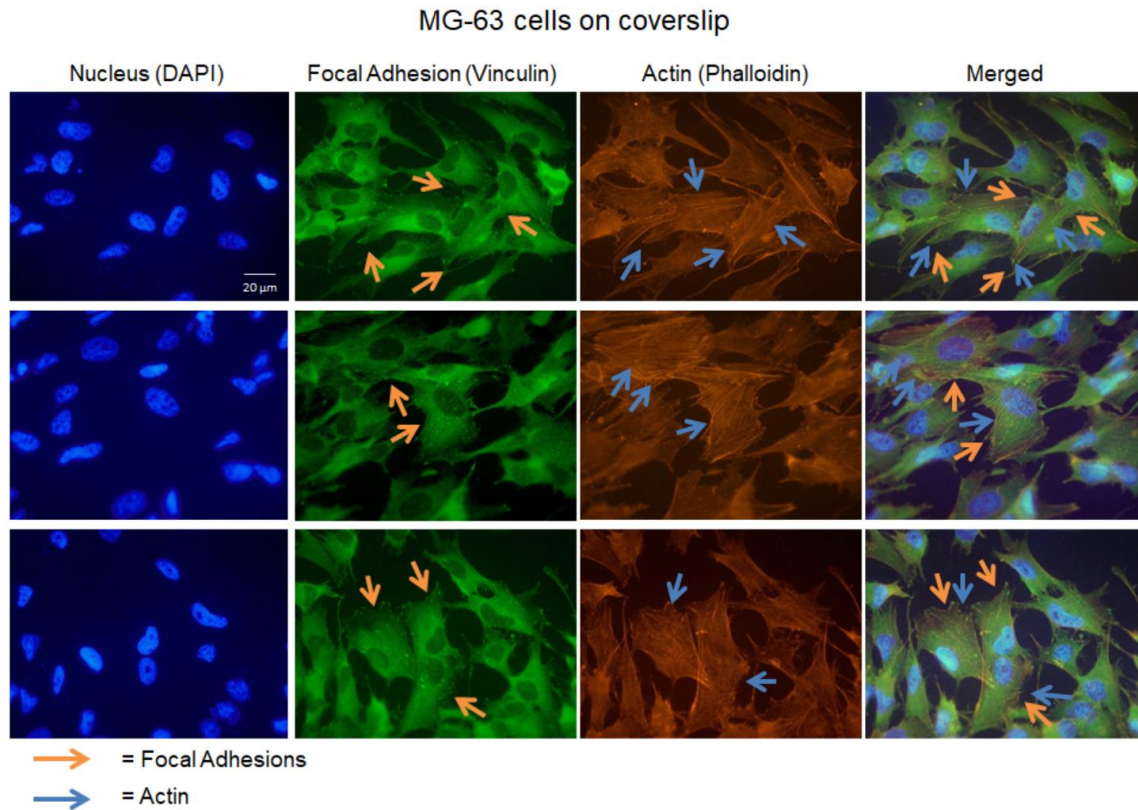 MG-63 cells on coverslip
Nucleus (DAPI)
Focal Adhesion (Vinculin)
Actin (Phalloidin)
Merged
20 µm
= Focal Adhesions
= Actin